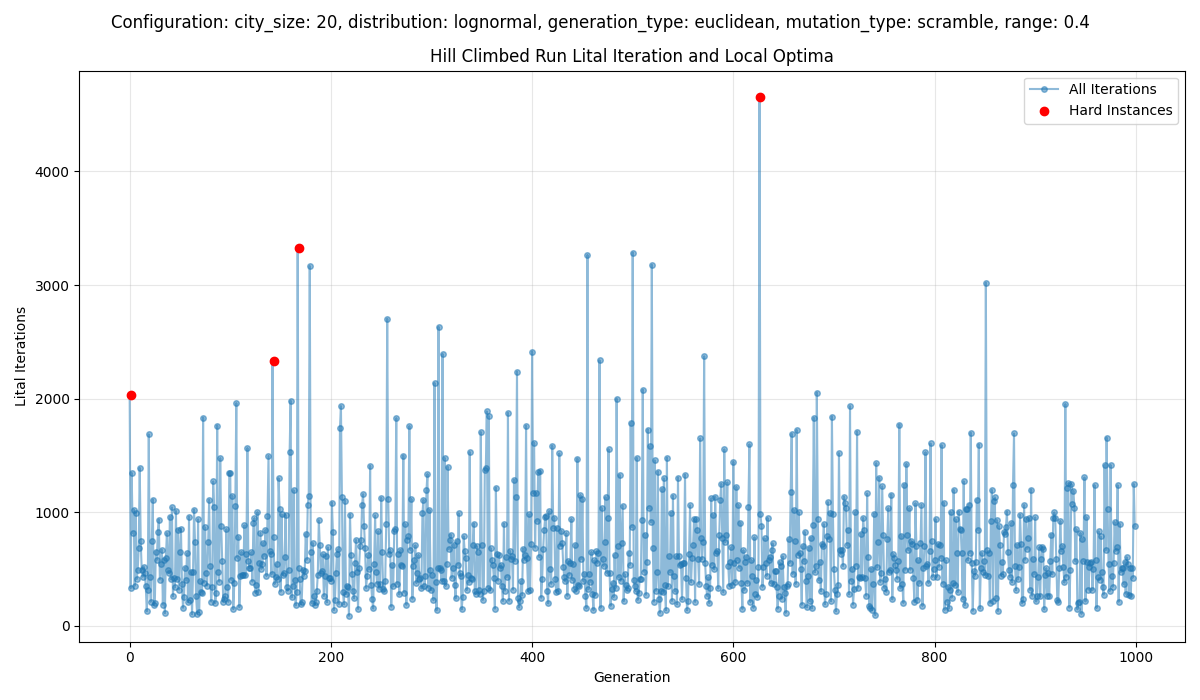 Configuration: city_size: 20, distribution: lognormal, generation_type: euclidean, mutation_type: scramble, range: 0.4
Hill Climbed Run Lital Iteration and Local Optima
All Iterations
Hard Instances
4000
3000
2000
1000
0
Lital Iterations
0 200 400 600 800 1000
Generation